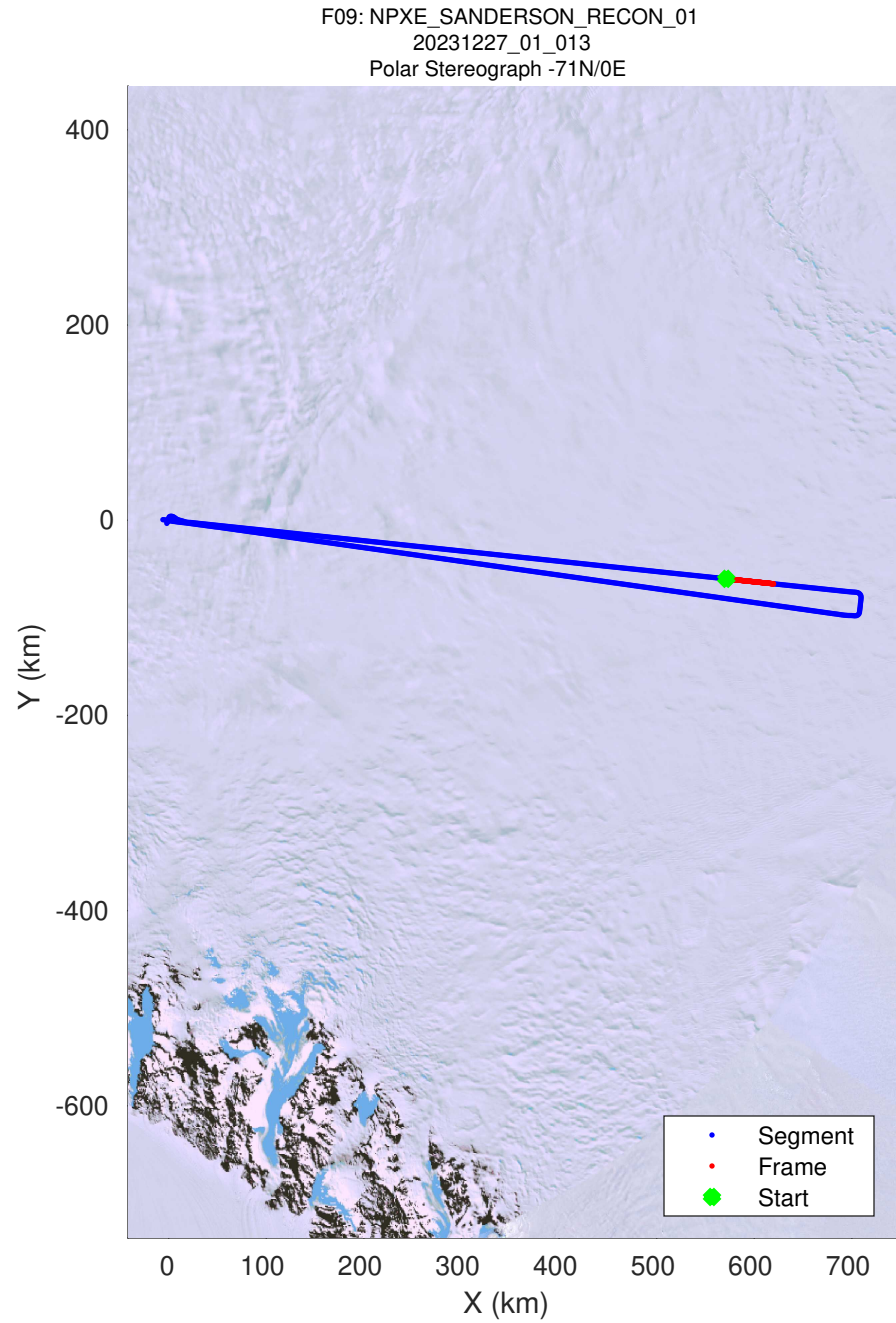 F09: NPXE_SANDERSON_RECON_01
20231227_01_013
Polar Stereograph -71N/0E
400
200
0
-200
-400
-600
Y (km)
0
100
200
300
400
500
600
700
X (km)
Segment
Frame
Start